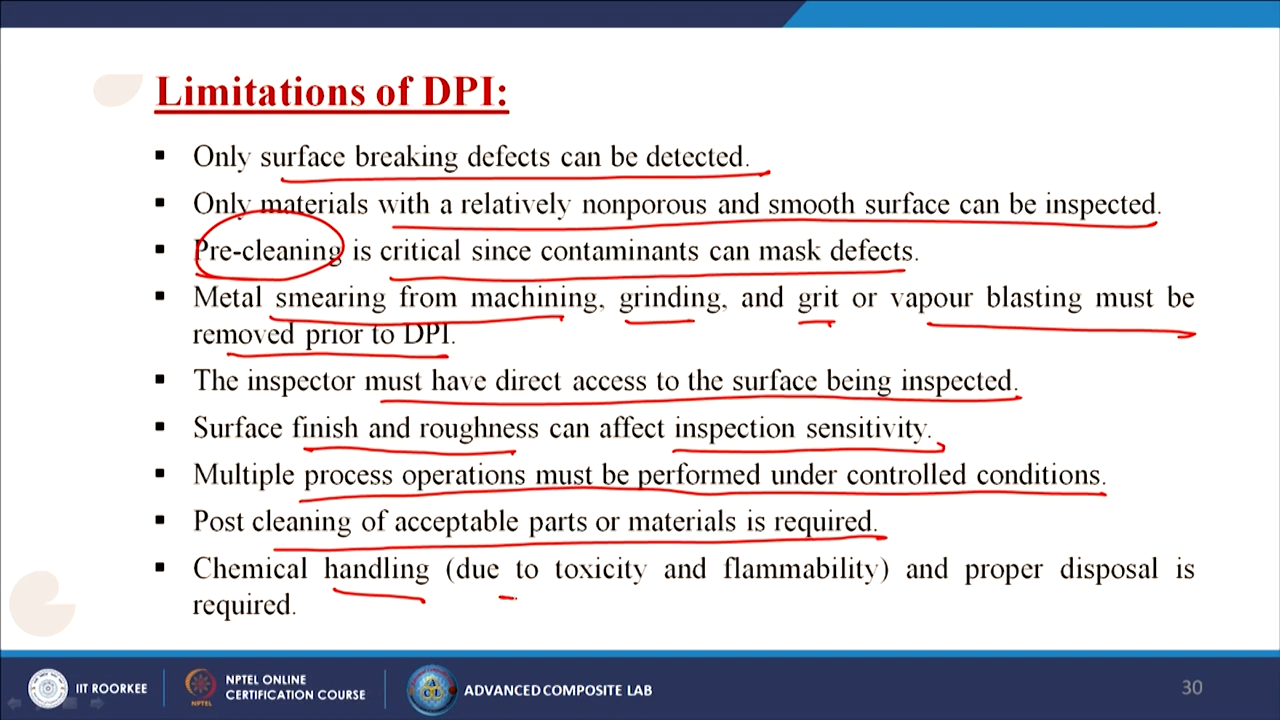 Limitations of DPI:
▪ Only surface breaking defects can be detected.
▪ Only materials with a relatively nonporous and smooth surface can be inspected.
▪ Pre-cleaning is critical since contaminants can mask defects.
▪ Metal smearing from machining, grinding, and grit or vapour blasting must be
removed prior to DPI.
▪ The inspector must have direct access to the surface being inspected.
▪ Surface finish and roughness can affect inspection sensitivity.
▪ Multiple process operations must be performed under controlled conditions.
▪ Post cleaning of acceptable parts or materials is required.
▪ Chemical handling (due to toxicity and flammability) and proper disposal is
required.
IIT ROORKEE
NPTEL
NPTEL ONLINE
CERTIFICATION COURSE
ADVANCED COMPOSITE LAB
30